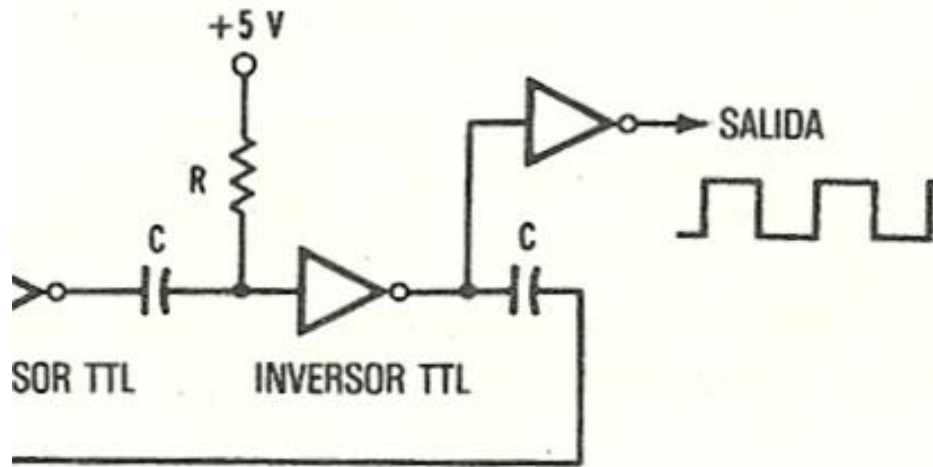 +5 V
SALIDA
R
C
C
SOR TTL
INVERSOR TTL